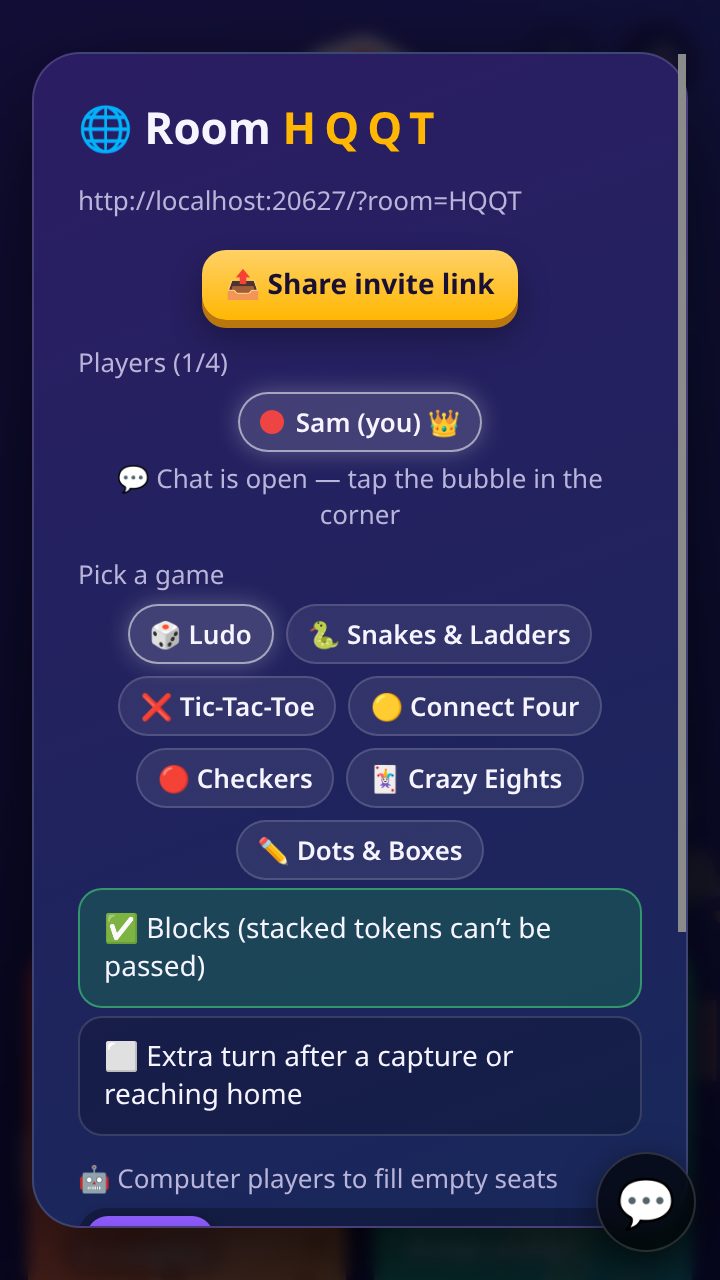 Room HQQT
http://localhost:20627/?room=HQQT
Share invite link
Players (1/4)
Sam (you)
Chat is open — tap the bubble in the
corner
Pick a game
Ludo
Snakes & Ladders
Tic-Tac-Toe
Connect Four
Checkers
Crazy Eights
Dots & Boxes
Blocks (stacked tokens can’t be
passed)
Extra turn after a capture or
reaching home
Computer players to fill empty seats